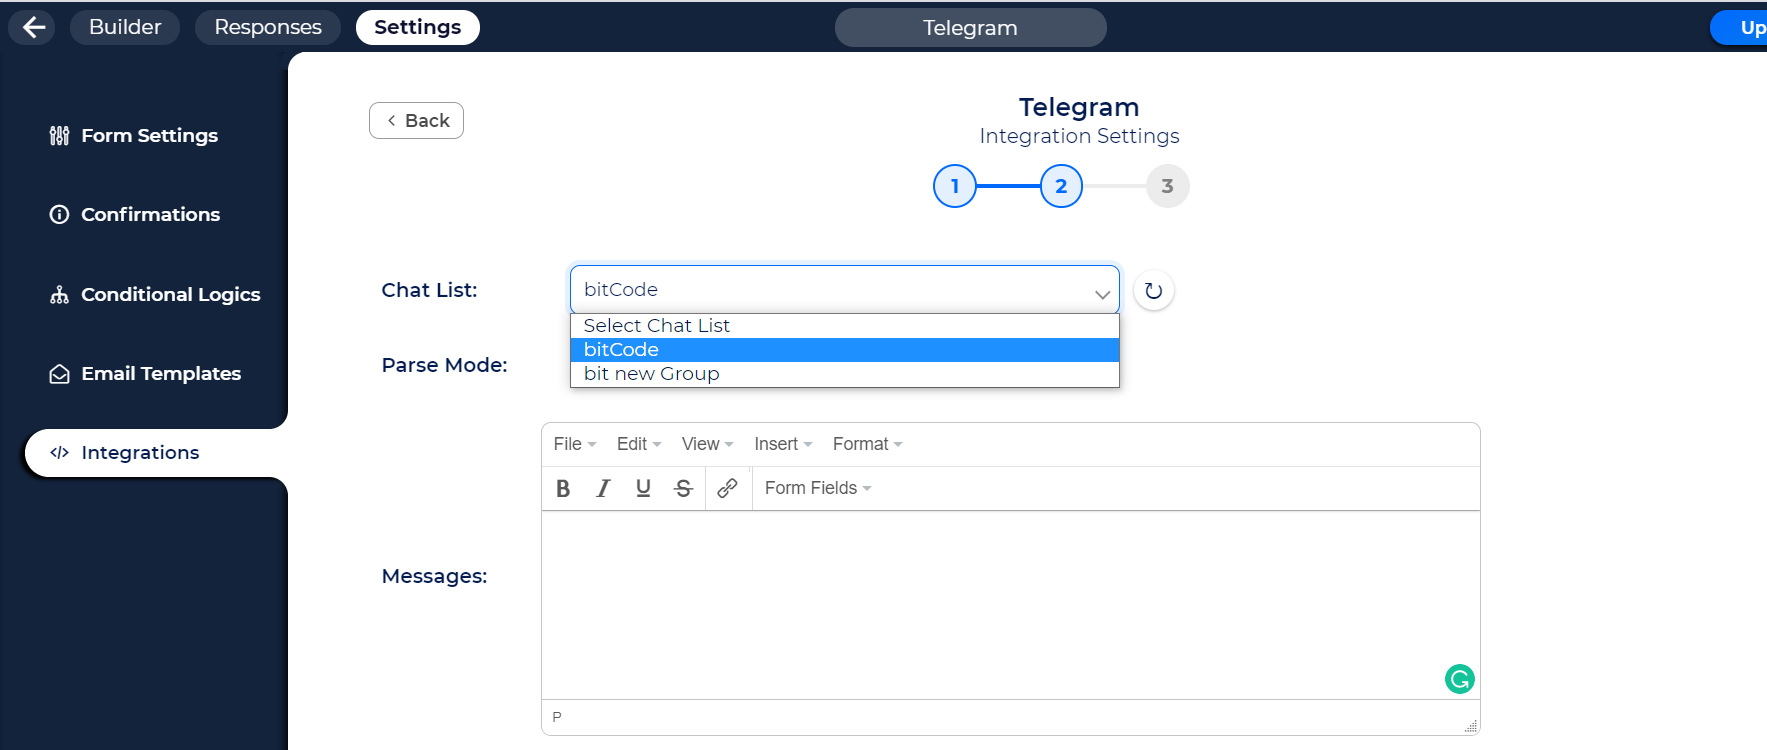 Builder Responses Settings Telegram Up
Telegram
Integration Settings
Back
1 2 3
Form Settings
Confirmations
Conditional Logics
Email Templates
Integrations
Chat List: bitCode
Select Chat List
bitCode
bit new Group
Parse Mode:
File Edit View Insert Format
B I U S Form Fields
Messages:
P